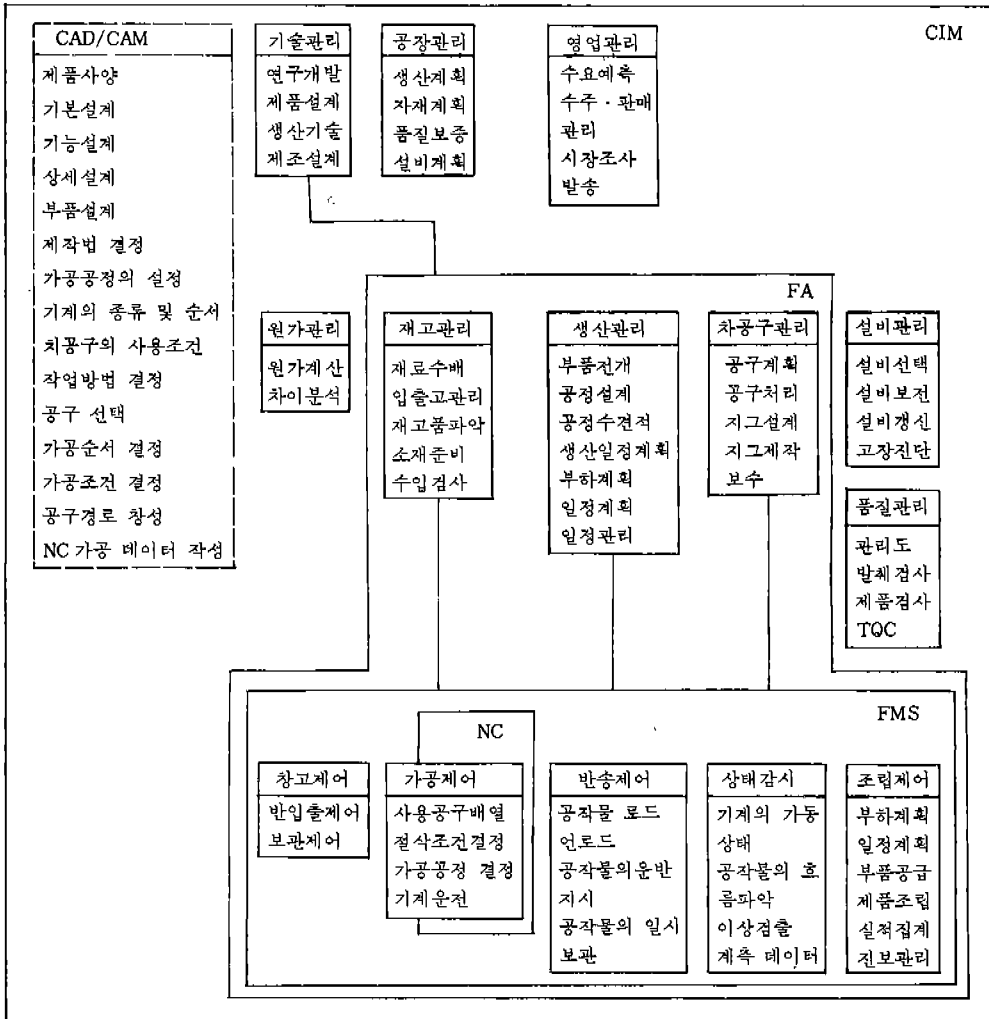 CIM
CAD/CAM
제품사양
기본설계
기능설계
상세설계
부품설계
제작법 결정
가공공정의 설정
기계의 종류 및 순서
치공구의 사용조건
작업방법 결정
공구 선택
가공순서 결정
가공조건 결정
공구경로 창성
NC 가공 데이터 작성
기술관리
연구개발
제품설계
생산기술
제조설계
공장관리
생산계획
자재계획
품질보증
설비계획
영업관리
수요예측
수주·판매
관리
시장조사
발송
FA
원가관리
원가계산
차이분석
재고관리
재료수배
입출고관리
재고품파악
소재준비
수입검사
생산관리
부품전개
공정설계
공정수견적
생산일정계획
부하계획
일정계획
일정관리
차공구관리
공구계획
공구처리
지그설계
지그제작
보수
설비관리
설비선택
설비보전
설비갱신
고장진단
품질관리
관리도
발췌검사
제품검사
TQC
FMS
NC
창고제어
반입출제어
보관제어
가공제어
사용공구배열
절삭조건결정
가공공정 결정
기계운전
반송제어
공작물 로드
언로드
공작물의운반
지시
공작물의 일시
보관
상태감시
기계의 가동
상태
공작물의 흐
름파악
이상검출
계측 데이터
조립제어
부하계획
일정계획
부품공급
제품조립
실적집계
진보관리